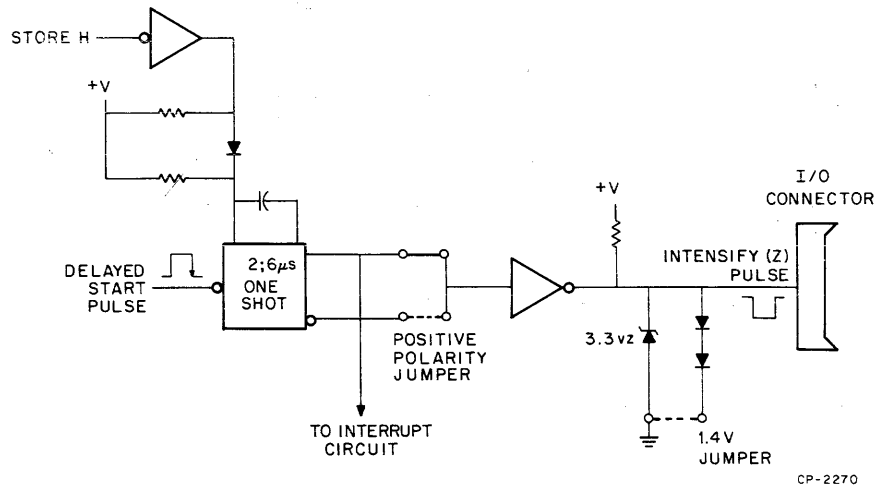 STORE H
+V
DELAYED
START
PULSE
2;6µs
ONE
SHOT
TO INTERRUPT
CIRCUIT
POSITIVE
POLARITY
JUMPER
+V
3.3VZ
1.4V
JUMPER
INTENSIFY (Z)
PULSE
I/O
CONNECTOR
CP-2270